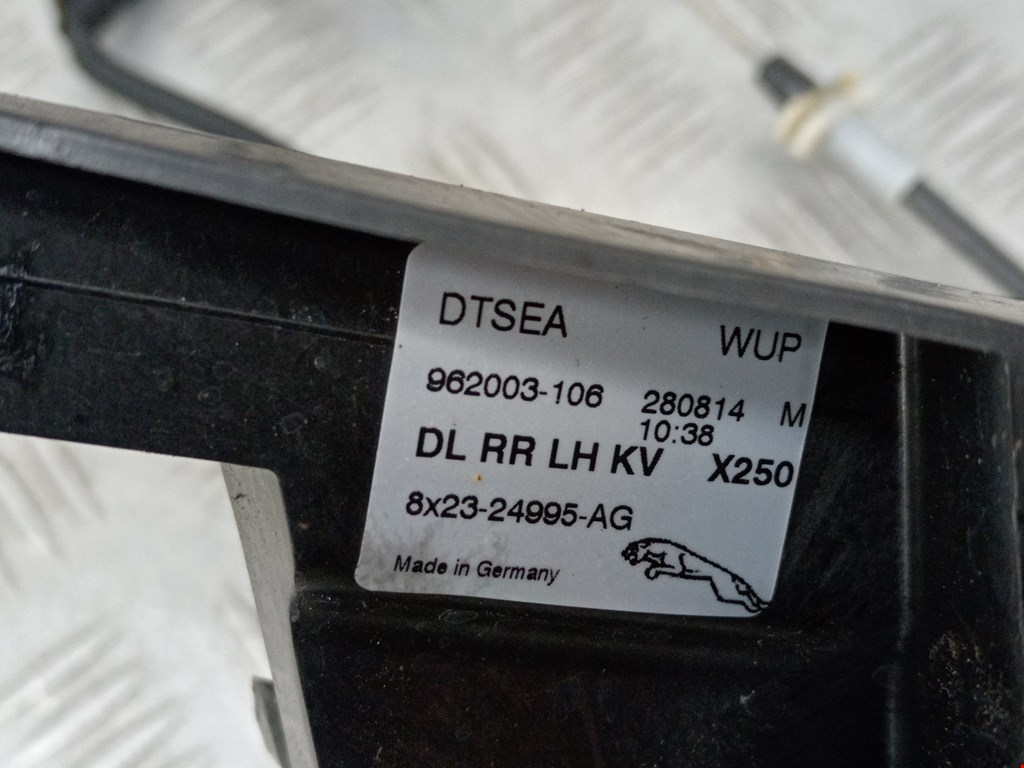 DTSEA WUP
962003-106 280814 M
10:38
DL RR LH KV X250
8x23-24995-AG
Made in Germany